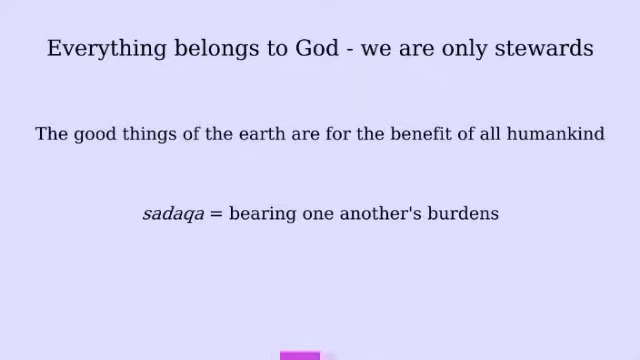 Everything belongs to God - we are only stewards
The good things of the earth are for the benefit of all humankind
sadaqa = bearing one another's burdens